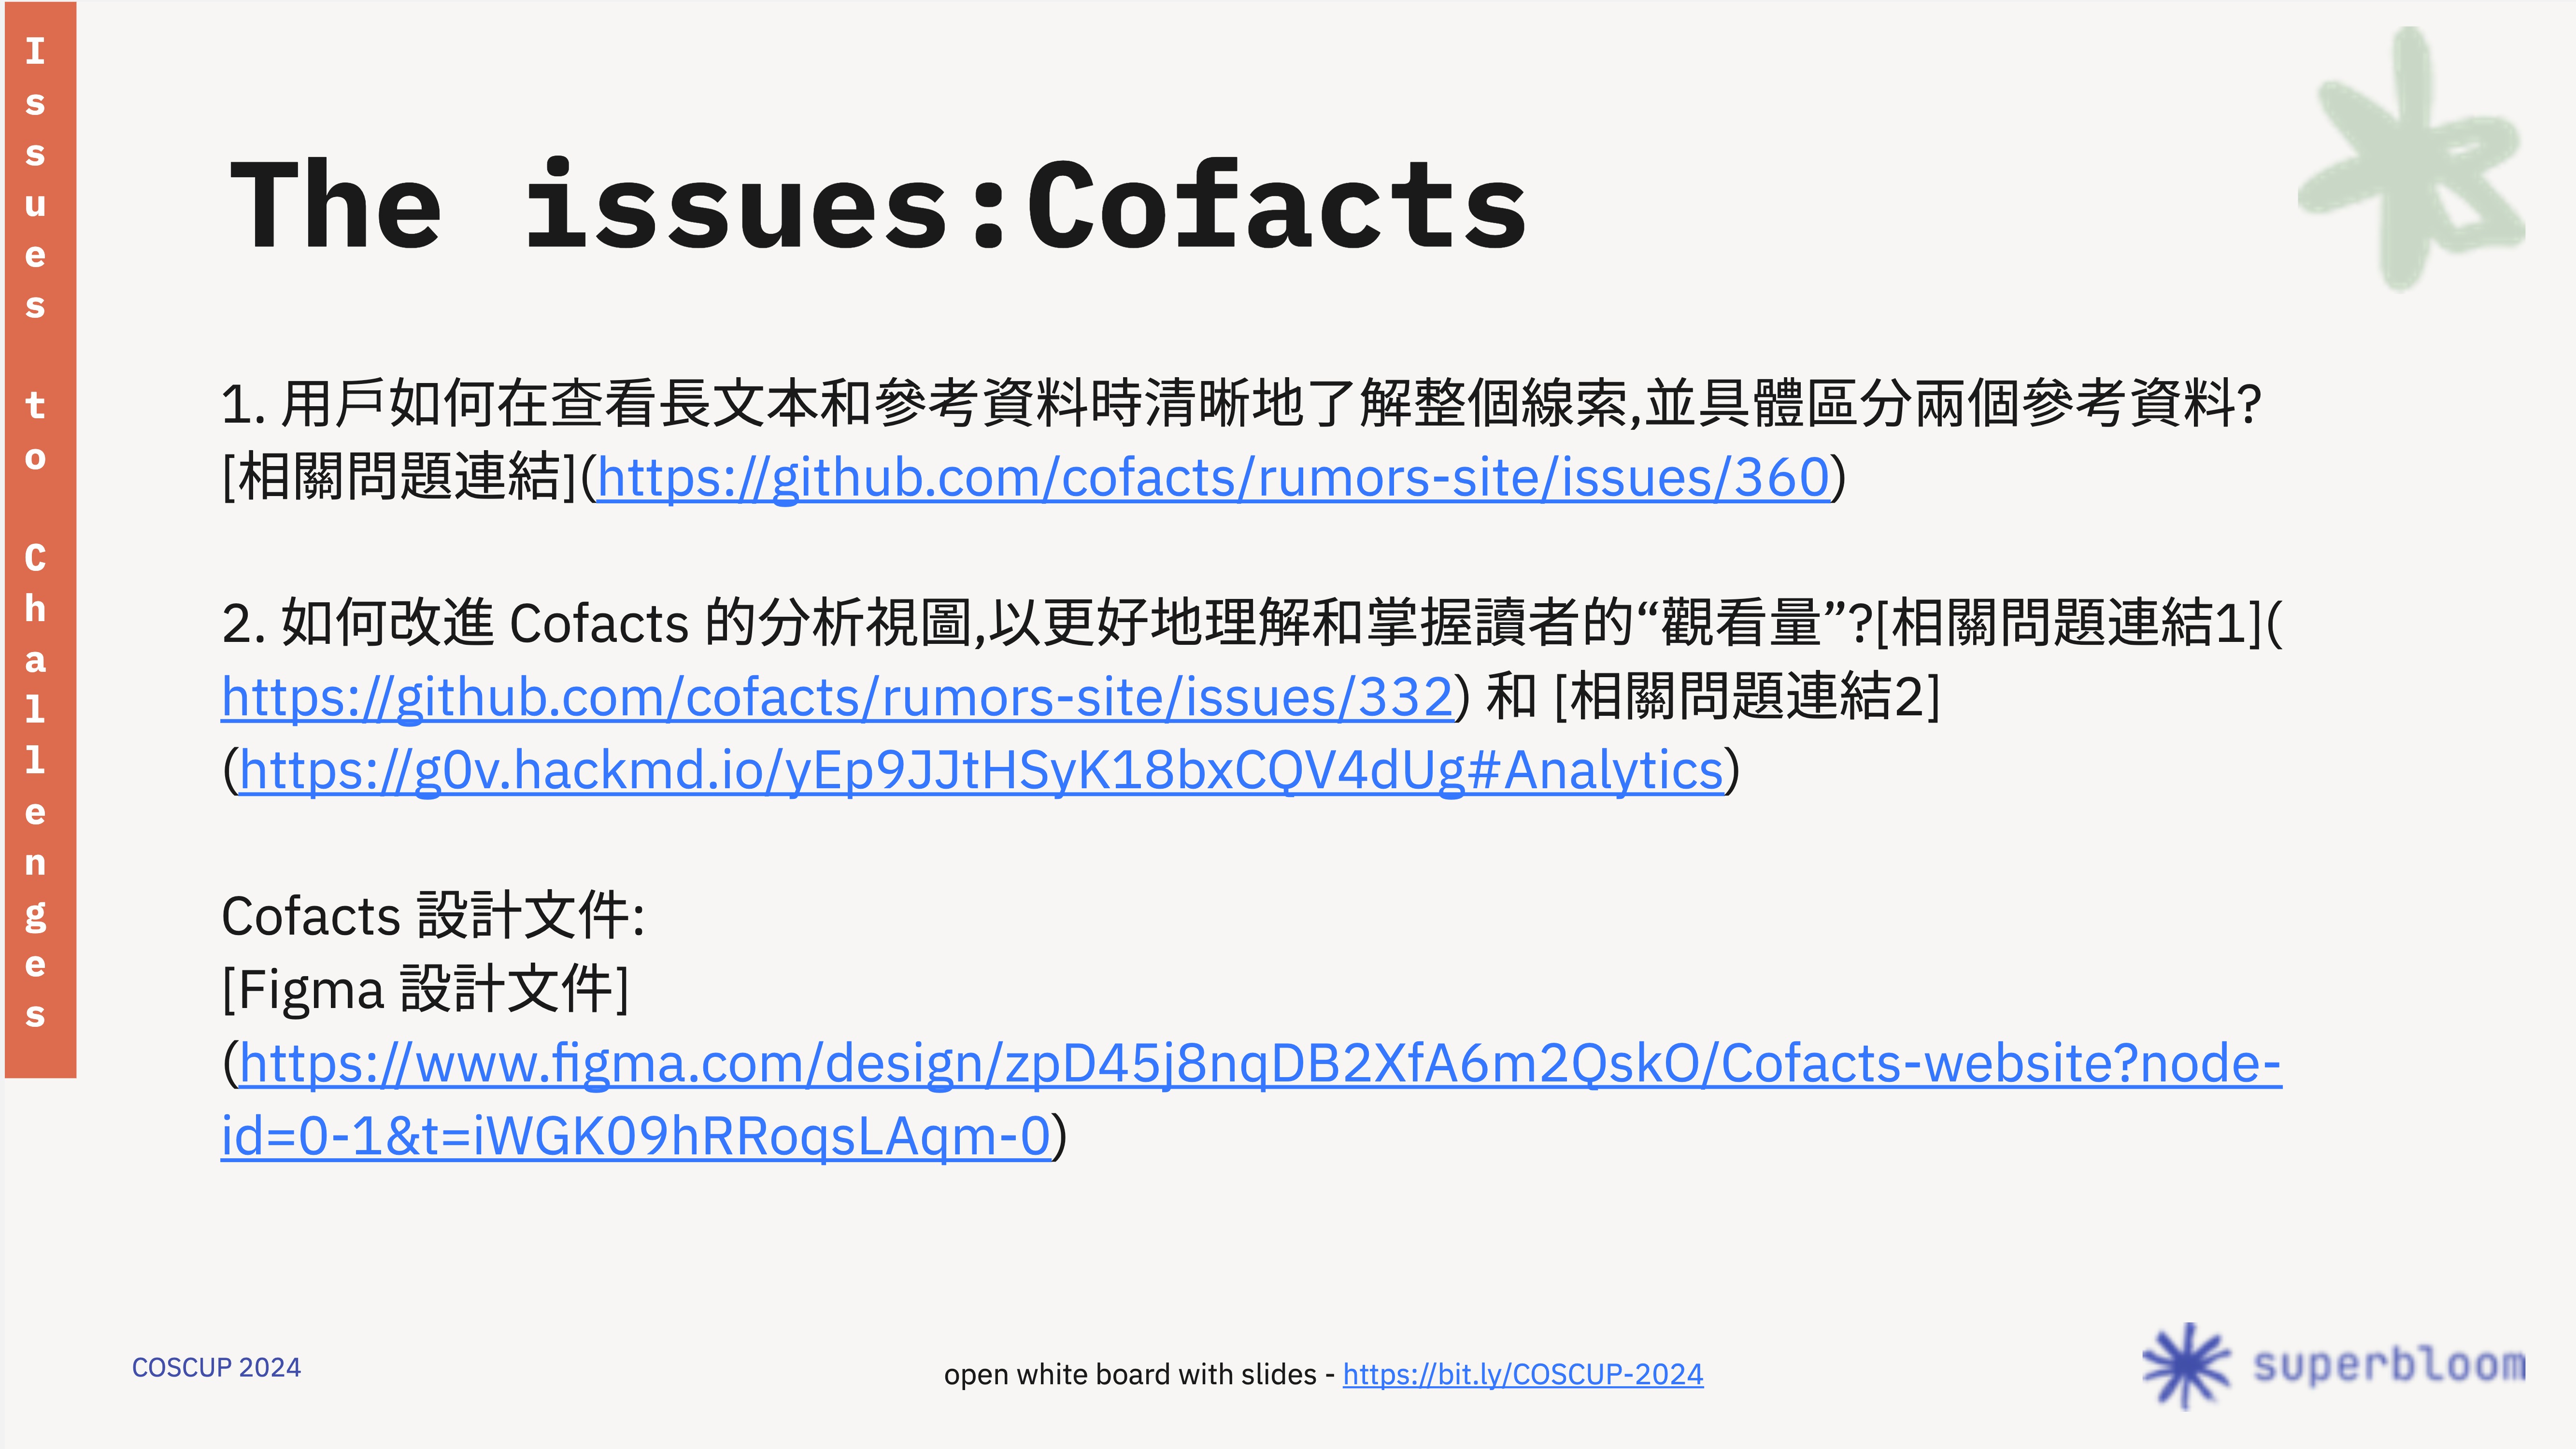 Issues to Challenges
The issues:Cofacts
1. 用戶如何在查看長文本和參考資料時清晰地了解整個線索,並具體區分兩個參考資料?
[相關問題連結](https://github.com/cofacts/rumors-site/issues/360)
2. 如何改進 Cofacts 的分析視圖,以更好地理解和掌握讀者的“觀看量”?[相關問題連結1](
https://github.com/cofacts/rumors-site/issues/332) 和 [相關問題連結2]
(https://g0v.hackmd.io/yEp9JJtHSyK18bxCQV4dUg#Analytics)
Cofacts 設計文件:
[Figma 設計文件]
(https://www.figma.com/design/zpD45j8nqDB2XfA6m2QskO/Cofacts-website?node-
id=0-1&t=iWGK09hRRoqsLAqm-0)
COSCUP 2024
open white board with slides - https://bit.ly/COSCUP-2024
superbloom